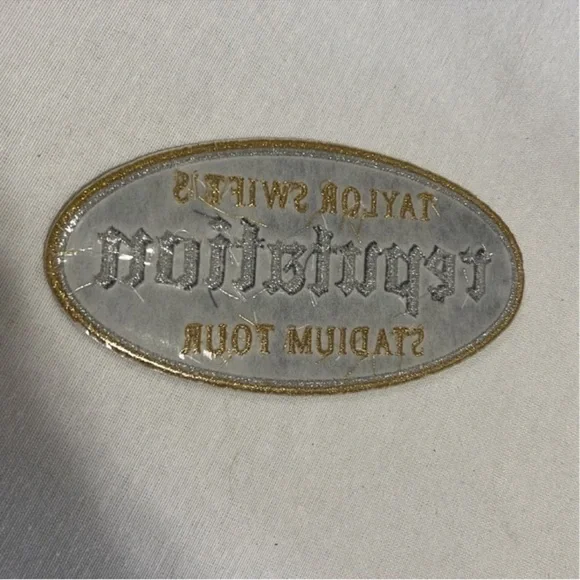 TAYLOR SWIFT'S
reputation
STADIUM TOUR